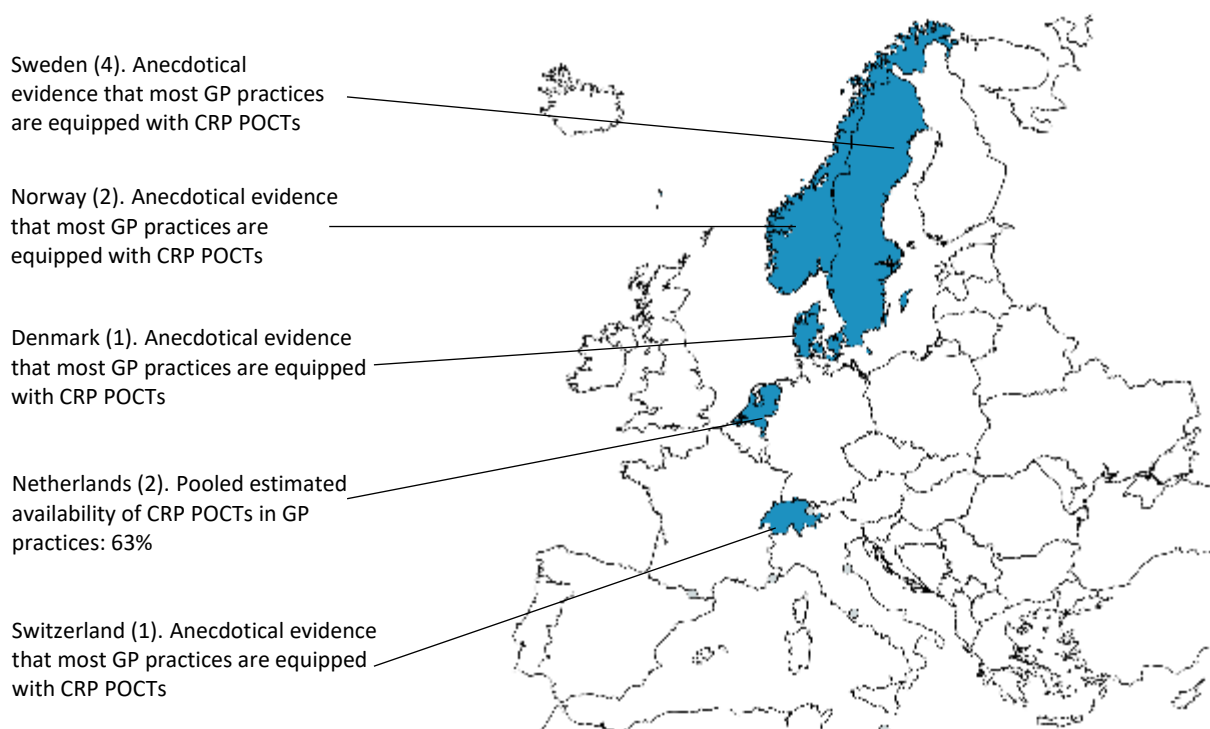 Sweden (4). Anecdotical
evidence that most GP practices
are equipped with CRP POCTs
Norway (2). Anecdotical evidence
that most GP practices are
equipped with CRP POCTs
Denmark (1). Anecdotical evidence
that most GP practices are equipped
with CRP POCTs
Netherlands (2). Pooled estimated
availability of CRP POCTs in GP
practices: 63%
Switzerland (1). Anecdotical evidence
that most GP practices are equipped
with CRP POCTs